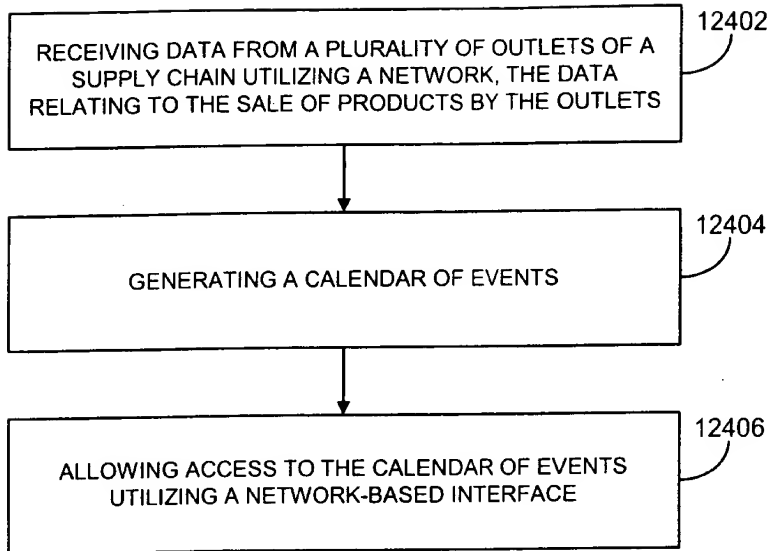 12402
RECEIVING DATA FROM A PLURALITY OF OUTLETS OF A
SUPPLY CHAIN UTILIZING A NETWORK, THE DATA
RELATING TO THE SALE OF PRODUCTS BY THE OUTLETS
12404
GENERATING A CALENDAR OF EVENTS
12406
ALLOWING ACCESS TO THE CALENDAR OF EVENTS
UTILIZING A NETWORK-BASED INTERFACE